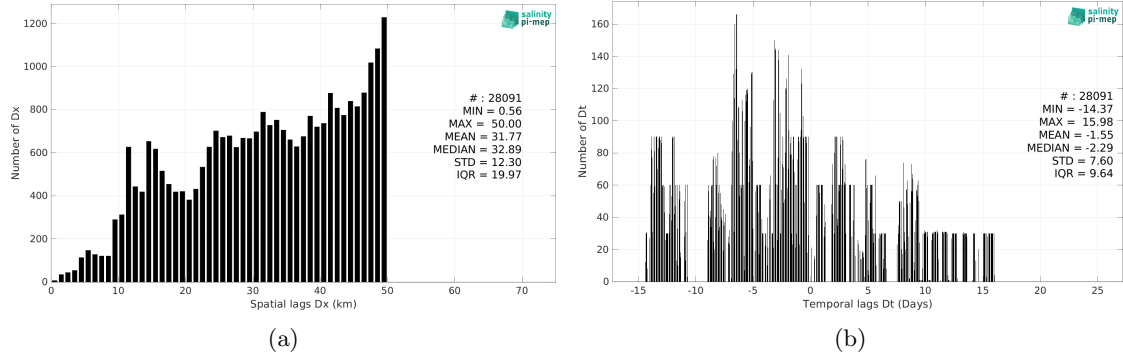 1200
1000
800
600
400
200
0
Number of Dx
0 10 20 30 40 50 60 70
Spatial lags Dx (km)
salinity
pi-mep
# : 28091
MIN = 0.56
MAX = 50.00
MEAN = 31.77
MEDIAN = 32.89
STD = 12.30
IQR = 19.97
(a)
160
140
120
100
80
60
40
20
0
Number of Dt
-15 -10 -5 0 5 10 15 20 25
Temporal lags Dt (Days)
salinity
pi-mep
# : 28091
MIN = -14.37
MAX = 15.98
MEAN = -1.55
MEDIAN = -2.29
STD = 7.60
IQR = 9.64
(b)